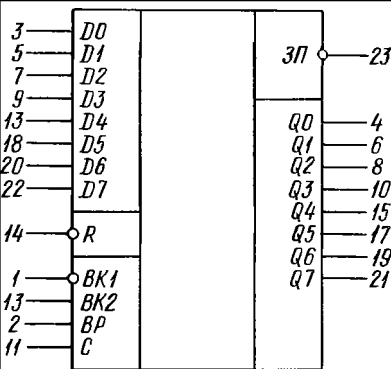 3 D0 ЗП 23
5 D1
7 D2
9 D3 Q0 4
13 D4 Q1 6
18 D5 Q2 8
20 D6 Q3 10
22 D7 Q4 15
14 R Q5 17
Q6 19
1 ВК1 Q7 21
13 ВК2
2 ВР
11 C